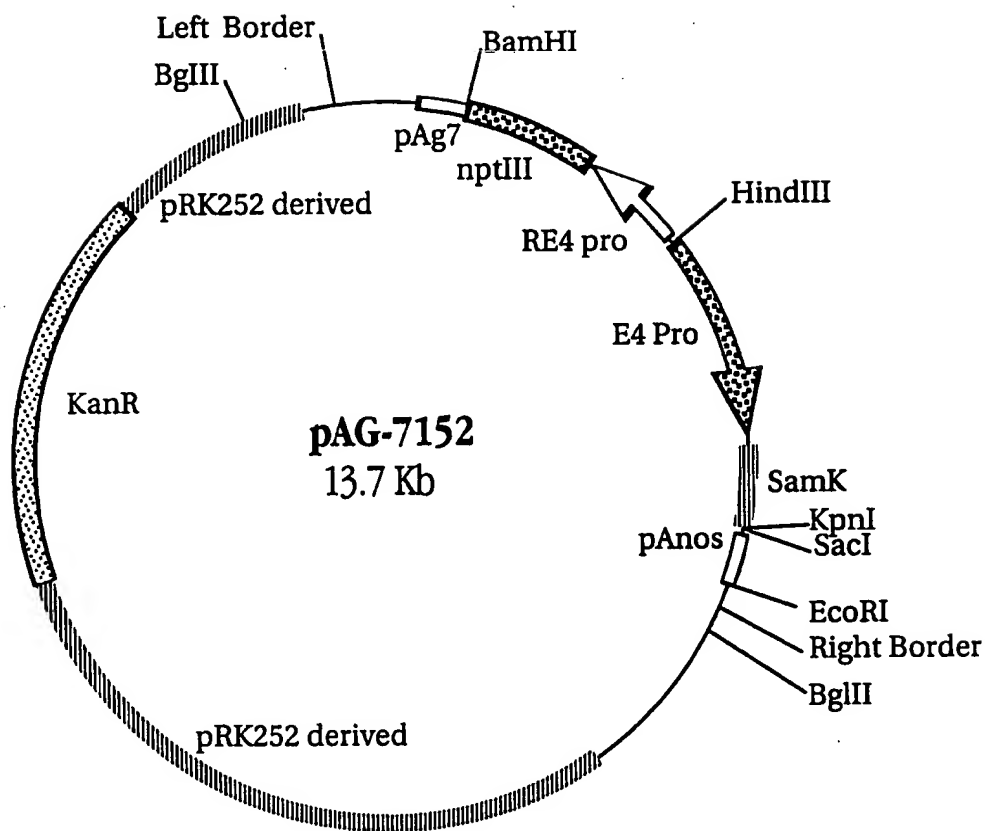 Left Border
BglII
BamHI
pAg7
nptIII
pRK252 derived
HindIII
RE4 pro
E4 Pro
KanR
pAG-7152
13.7 Kb
SamK
KpnI
pAnos
SacI
EcoRI
Right Border
BglII
pRK252 derived